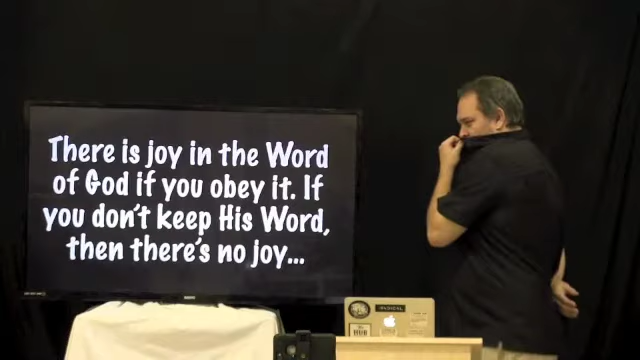 There is joy in the Word
of God if you obey it. If
you don't keep His Word,
then there's no joy...